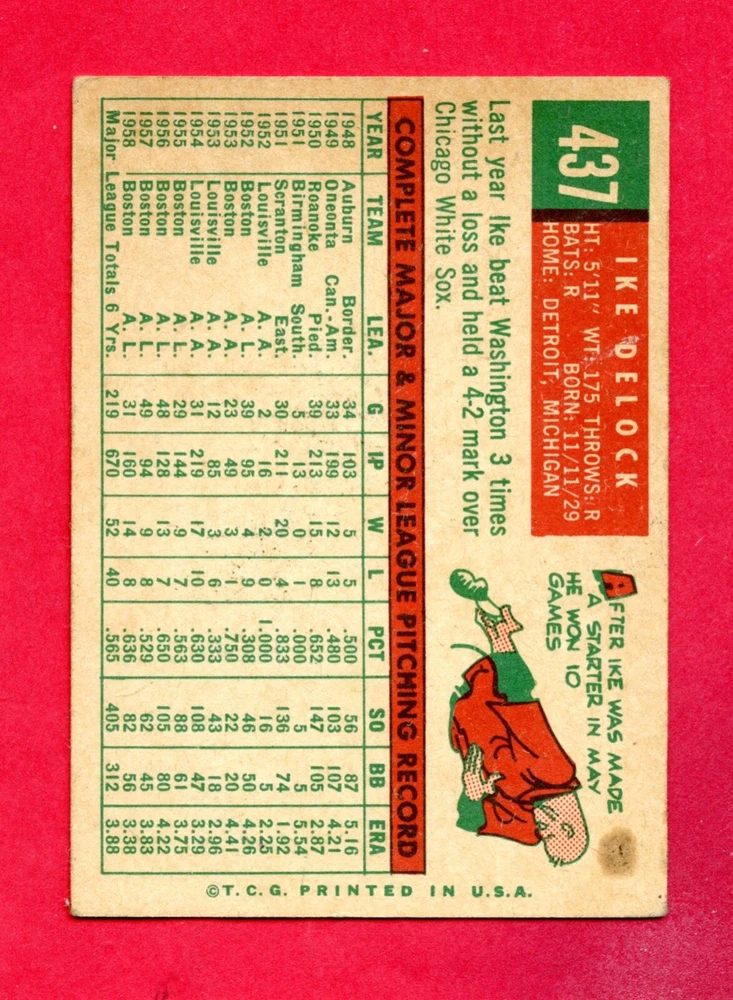 437
IKE DELOCK
HT: 5'11" WT: 175 THROWS: R
BATS: R BORN: 11/11/29
HOME: DETROIT, MICHIGAN
Last year Ike beat Washington 3 times
without a loss and held a 4-2 mark over
Chicago White Sox.
AFTER IKE WAS MADE
A STARTER IN MAY
HE WON 10
GAMES
COMPLETE MAJOR & MINOR LEAGUE PITCHING RECORD
YEAR TEAM LEA. G IP W L PCT SO BB ERA
1948 Auburn Border. 34 103 5 5 .500 56 87 5.16
1949 Oneonta Can.-Am. 33 199 12 13 .480 103 107 4.21
1950 Roanoke Pied. 39 213 15 8 .652 147 105 2.87
1951 Birmingham South. 5 13 0 1 .000 5 5 5.54
1951 Scranton East. 30 211 20 4 .833 136 74 1.92
1952 Louisville A. A. 2 16 2 0 1.000 16 5 2.25
1952 Boston A. L. 39 95 4 9 .308 46 50 4.26
1953 Boston A. L. 23 49 3 1 .750 22 20 4.41
1953 Louisville A. A. 12 85 3 6 .333 43 18 2.96
1954 Louisville A. A. 31 219 17 10 .630 108 47 3.29
1955 Boston A. L. 29 144 9 7 .563 88 61 3.75
1956 Boston A. L. 48 128 13 7 .650 105 80 4.22
1957 Boston A. L. 49 94 9 8 .529 62 45 3.83
1958 Boston A. L. 31 160 14 8 .636 82 56 3.38
Major League Totals 6 Yrs. 219 670 52 40 .565 405 312 3.88
©T.C.G. PRINTED IN U.S.A.